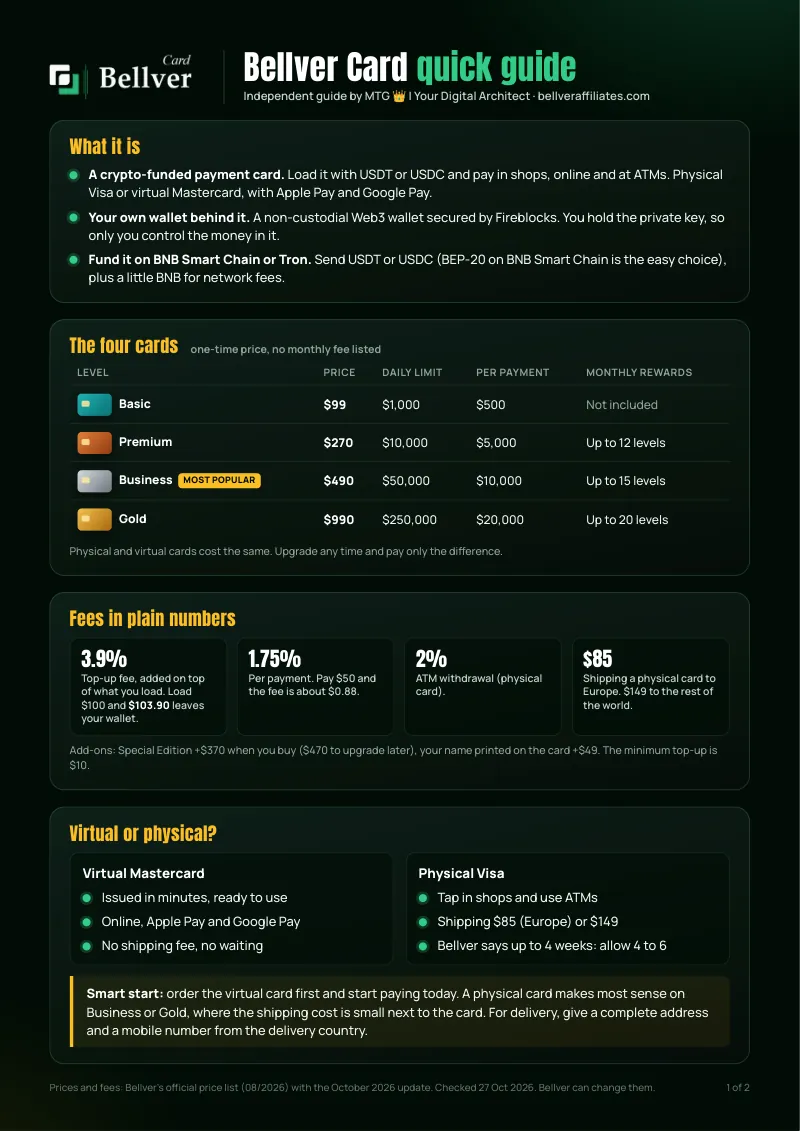 Card
Bellver
Bellver Card quick guide
Independent guide by MTG 👑 | Your Digital Architect · bellveraffiliates.com
What it is
A crypto-funded payment card. Load it with USDT or USDC and pay in shops, online and at ATMs. Physical
Visa or virtual Mastercard, with Apple Pay and Google Pay.
Your own wallet behind it. A non-custodial Web3 wallet secured by Fireblocks. You hold the private key, so
only you control the money in it.
Fund it on BNB Smart Chain or Tron. Send USDT or USDC (BEP-20 on BNB Smart Chain is the easy choice),
plus a little BNB for network fees.
The four cards one-time price, no monthly fee listed
LEVEL PRICE DAILY LIMIT PER PAYMENT MONTHLY REWARDS
Basic $99 $1,000 $500 Not included
Premium $270 $10,000 $5,000 Up to 12 levels
Business MOST POPULAR $490 $50,000 $10,000 Up to 15 levels
Gold $990 $250,000 $20,000 Up to 20 levels
Physical and virtual cards cost the same. Upgrade any time and pay only the difference.
Fees in plain numbers
3.9%
Top-up fee, added on top
of what you load. Load
$100 and $103.90 leaves
your wallet.
1.75%
Per payment. Pay $50 and
the fee is about $0.88.
2%
ATM withdrawal (physical
card).
$85
Shipping a physical card to
Europe. $149 to the rest of
the world.
Add-ons: Special Edition +$370 when you buy ($470 to upgrade later), your name printed on the card +$49. The minimum top-up is
$10.
Virtual or physical?
Virtual Mastercard
Issued in minutes, ready to use
Online, Apple Pay and Google Pay
No shipping fee, no waiting
Physical Visa
Tap in shops and use ATMs
Shipping $85 (Europe) or $149
Bellver says up to 4 weeks: allow 4 to 6
Smart start: order the virtual card first and start paying today. A physical card makes most sense on
Business or Gold, where the shipping cost is small next to the card. For delivery, give a complete address
and a mobile number from the delivery country.
Prices and fees: Bellver's official price list (08/2026) with the October 2026 update. Checked 27 Oct 2026. Bellver can change them.
1 of 2